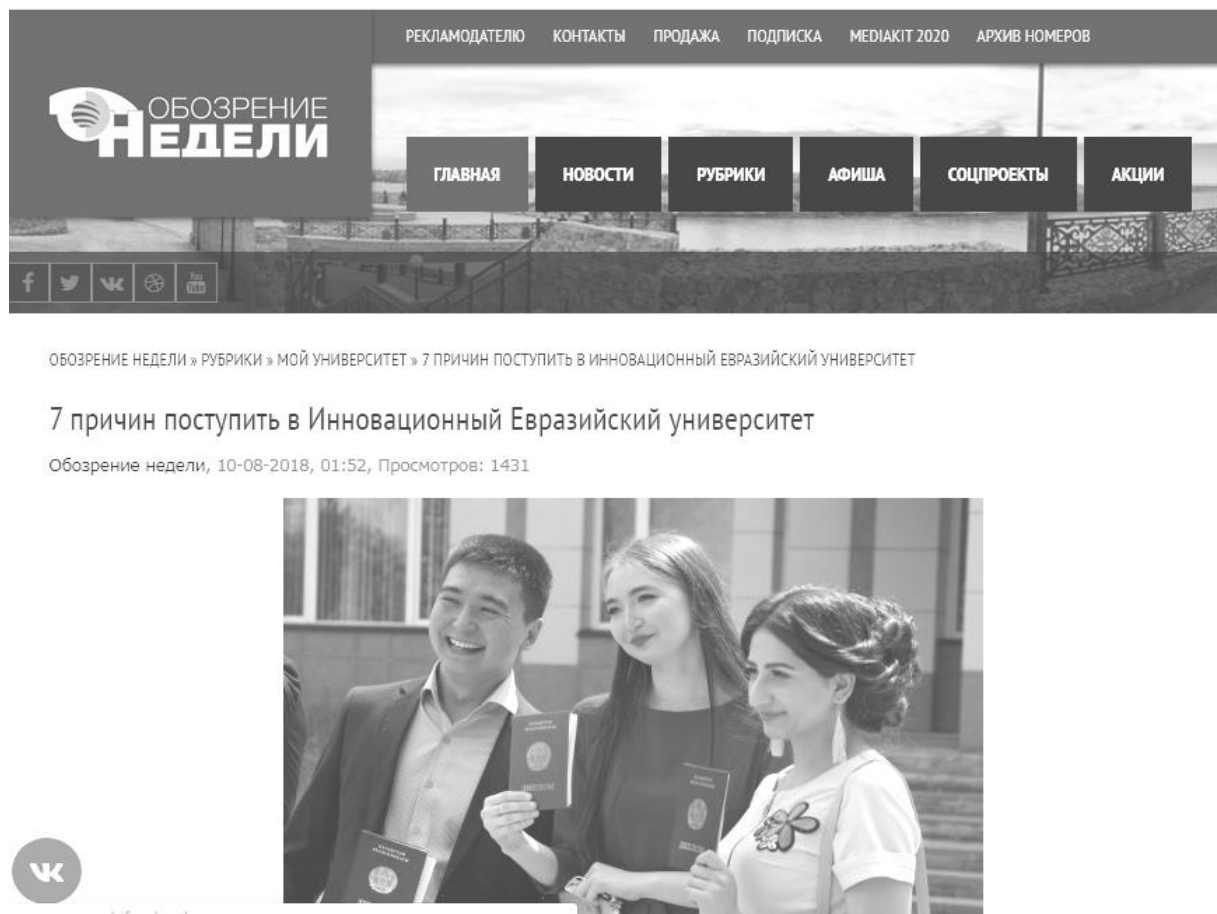 РЕКЛАМОДАТЕЛЮ КОНТАКТЫ ПРОДАЖА ПОДПИСКА MEDIAKIT 2020 АРХИВ НОМЕРОВ
ОБОЗРЕНИЕ
НЕДЕЛИ
ГЛАВНАЯ НОВОСТИ РУБРИКИ АФИША СОЦПРОЕКТЫ АКЦИИ
ОБОЗРЕНИЕ НЕДЕЛИ » РУБРИКИ » МОЙ УНИВЕРСИТЕТ » 7 ПРИЧИН ПОСТУПИТЬ В ИННОВАЦИОННЫЙ ЕВРАЗИЙСКИЙ УНИВЕРСИТЕТ
7 причин поступить в Инновационный Евразийский университет
Обозрение недели, 10-08-2018, 01:52, Просмотров: 1431
ДИПЛОМ